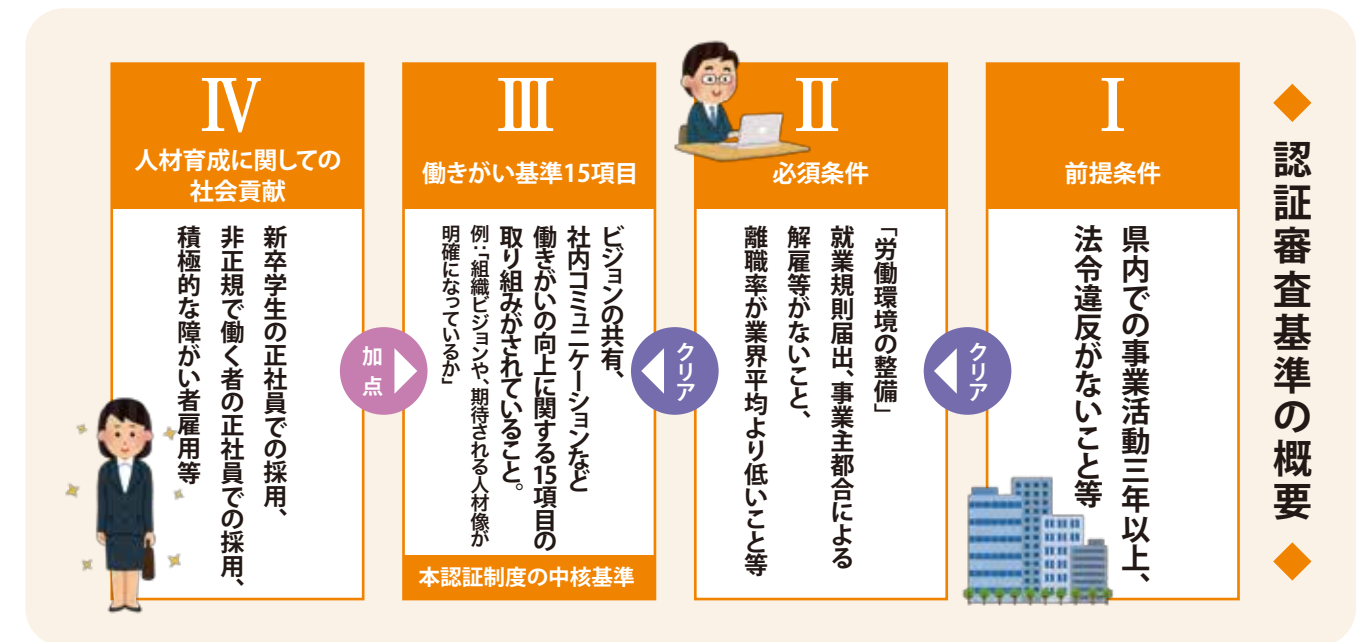 ◆認証審査基準の概要◆
Ⅰ
前提条件
県内での事業活動三年以上、
法令違反がないこと等
クリア
Ⅱ
必須条件
「労働環境の整備」
就業規則届出、事業主都合による
解雇等がないこと、
離職率が業界平均より低いこと等
クリア
Ⅲ
働きがい基準15項目
ビジョンの共有、
社内コミュニケーションなど
働きがいの向上に関する15項目の
取り組みがされていること。
例:「組織ビジョンや、期待される人材像が
明確になっているか」
本認証制度の中核基準
加点
Ⅳ
人材育成に関しての
社会貢献
新卒学生の正社員での採用、
非正規で働く者の正社員での採用、
積極的な障がい者雇用等